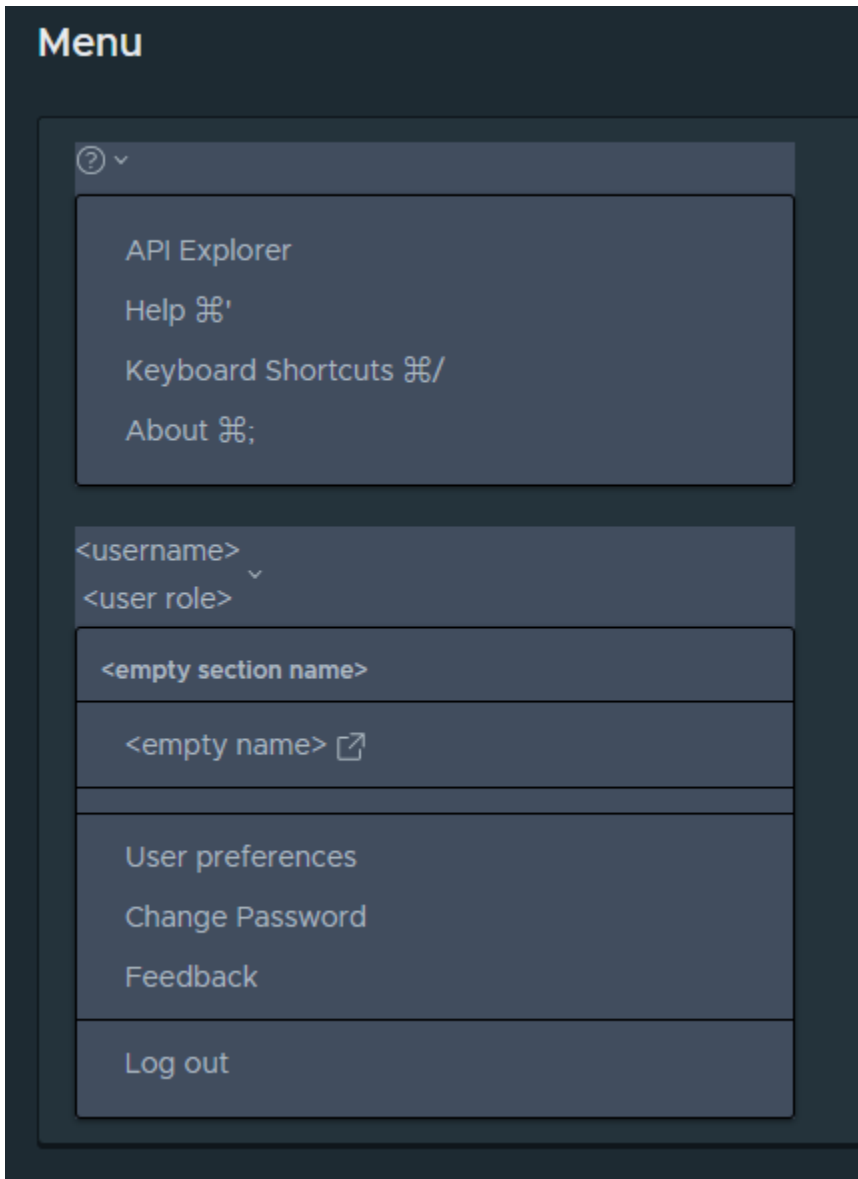 Menu
API Explorer
Help ⌘'
Keyboard Shortcuts ⌘/
About ⌘;
<username>
<user role>
<empty section name>
<empty name>
User preferences
Change Password
Feedback
Log out